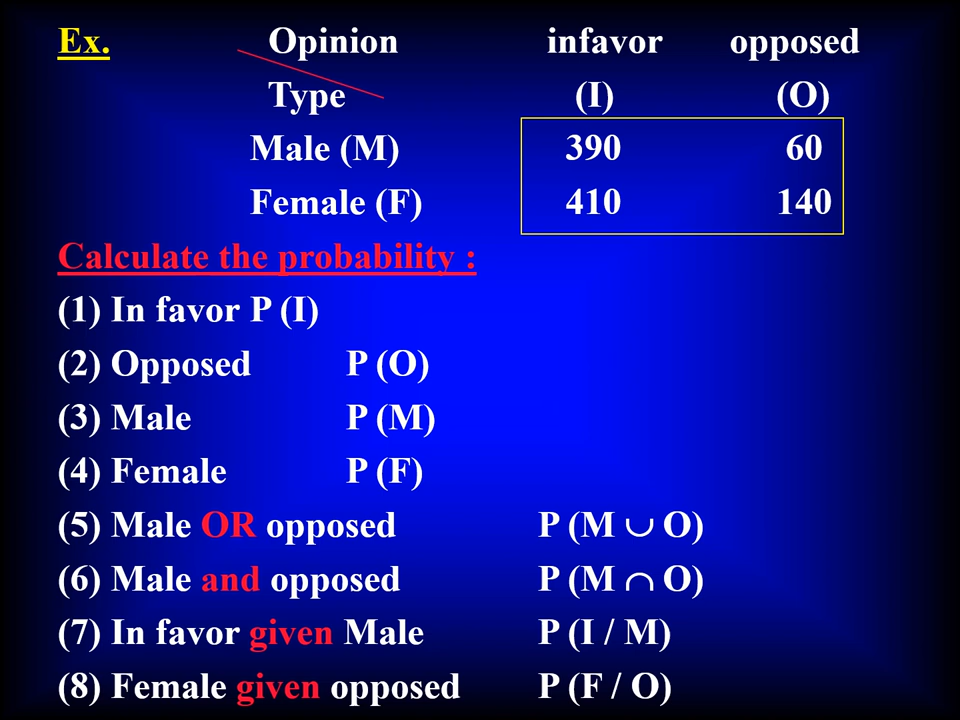 Ex. Opinion infavor opposed
Type (I) (O)
Male (M) 390 60
Female (F) 410 140
Calculate the probability :
(1) In favor P (I)
(2) Opposed P (O)
(3) Male P (M)
(4) Female P (F)
(5) Male OR opposed P (M ∪ O)
(6) Male and opposed P (M ∩ O)
(7) In favor given Male P (I / M)
(8) Female given opposed P (F / O)